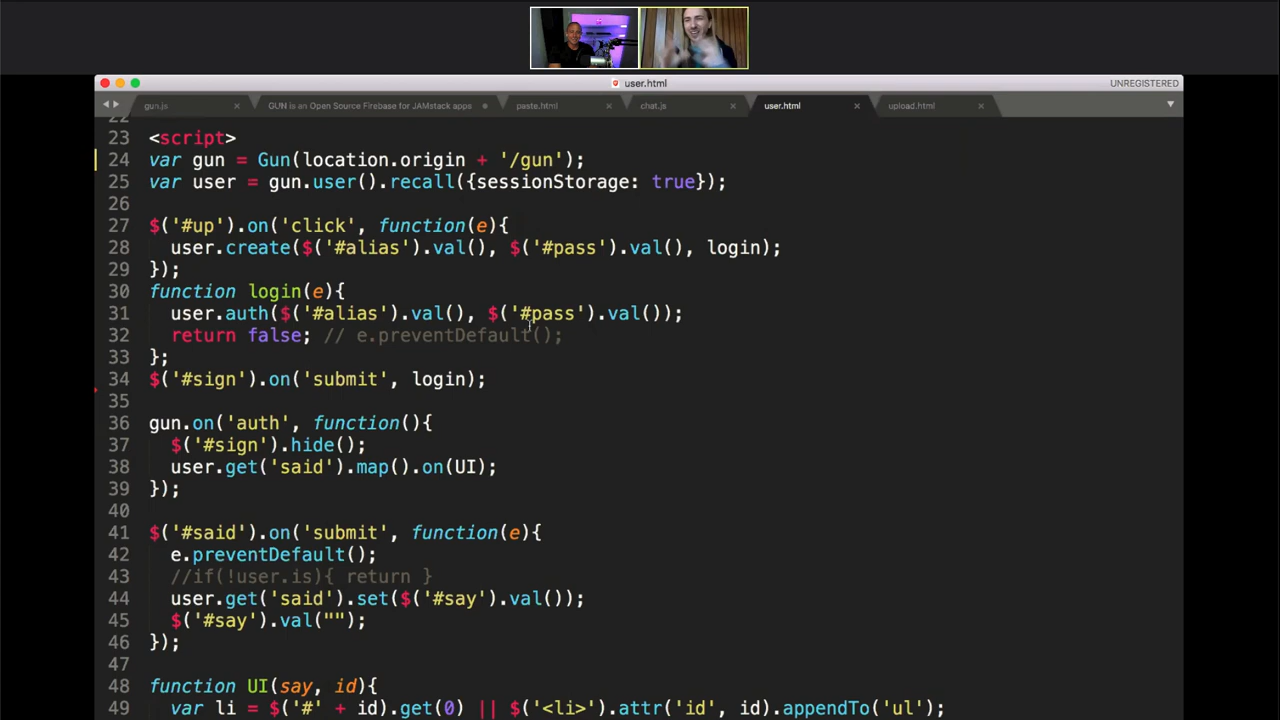 user.html
UNREGISTERED
gun.js
GUN is an Open Source Firebase for JAMstack apps
paste.html
chat.js
user.html
upload.html
22
23 <script>
24 var gun = Gun(location.origin + '/gun');
25 var user = gun.user().recall({sessionStorage: true});
26
27 $('#up').on('click', function(e){
28 user.create($('#alias').val(), $('#pass').val(), login);
29 });
30 function login(e){
31 user.auth($('#alias').val(), $('#pass').val());
32 return false; // e.preventDefault();
33 };
34 $('#sign').on('submit', login);
35
36 gun.on('auth', function(){
37 $('#sign').hide();
38 user.get('said').map().on(UI);
39 });
40
41 $('#said').on('submit', function(e){
42 e.preventDefault();
43 //if(!user.is){ return }
44 user.get('said').set($('#say').val());
45 $('#say').val("");
46 });
47
48 function UI(say, id){
49 var li = $('#' + id).get(0) || $('<li>').attr('id', id).appendTo('ul');